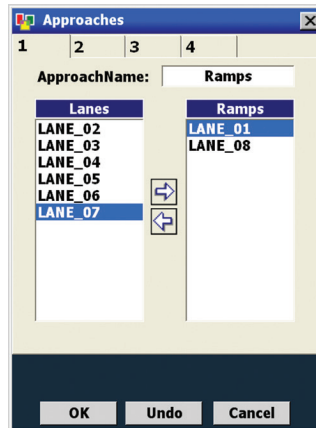 Approaches
1 2 3 4
ApproachName: Ramps
Lanes Ramps
LANE_02 LANE_01
LANE_03 LANE_08
LANE_04
LANE_05
LANE_06
LANE_07
OK Undo Cancel